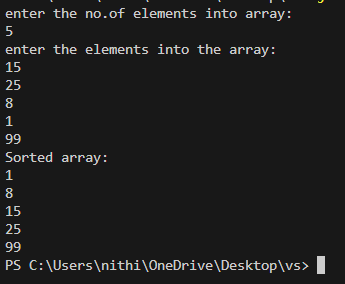 enter the no.of elements into array:
5
enter the elements into the array:
15
25
8
1
99
Sorted array:
1
8
15
25
99
PS C:\Users\nithi\OneDrive\Desktop\vs>